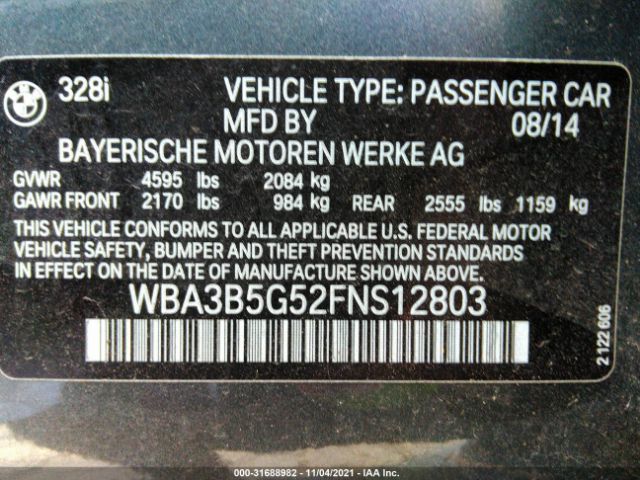 BMW
328i VEHICLE TYPE: PASSENGER CAR
MFD BY 08/14
BAYERISCHE MOTOREN WERKE AG
GVWR 4595 lbs 2084 kg
GAWR FRONT 2170 lbs 984 kg REAR 2555 lbs 1159 kg
THIS VEHICLE CONFORMS TO ALL APPLICABLE U.S. FEDERAL MOTOR
VEHICLE SAFETY, BUMPER AND THEFT PREVENTION STANDARDS
IN EFFECT ON THE DATE OF MANUFACTURE SHOWN ABOVE.
WBA3B5G52FNS12803
2 122 606
000-31688982 - 11/04/2021 - IAA Inc.